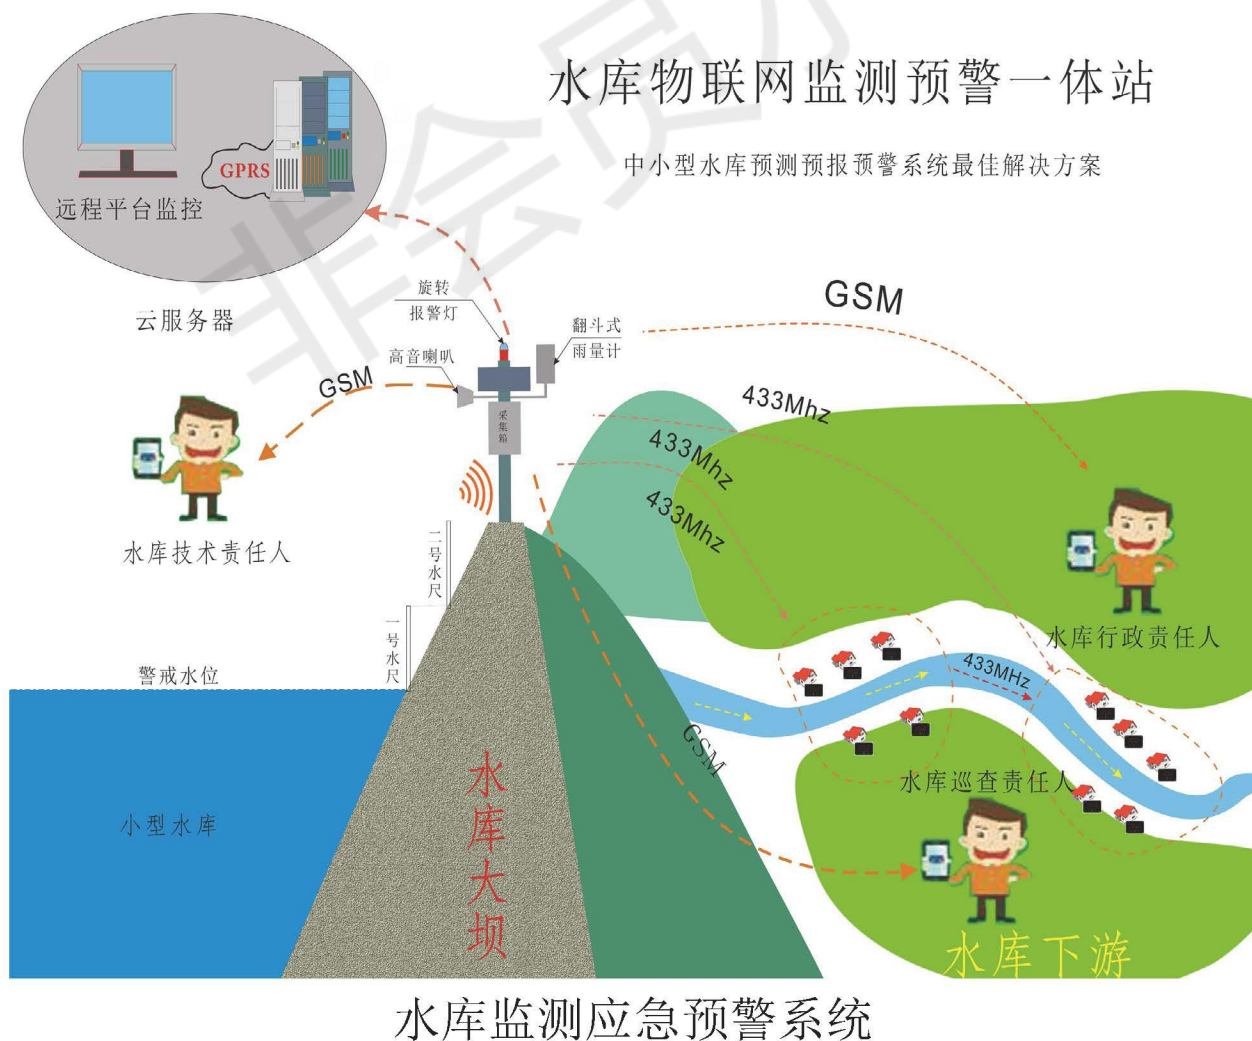 水库物联网监测预警一体站
中小型水库预测预报预警系统最佳解决方案
GPRS
远程平台监控
云服务器
旋转
报警灯
翻斗式
雨量计
高音喇叭
采集箱
GSM
GSM
433Mhz
433Mhz
433Mhz
水库技术责任人
二号水尺
一号水尺
警戒水位
水库行政责任人
433MHz
GSM
水库巡查责任人
小型水库
水库大坝
水库下游
水库监测应急预警系统
非会员水